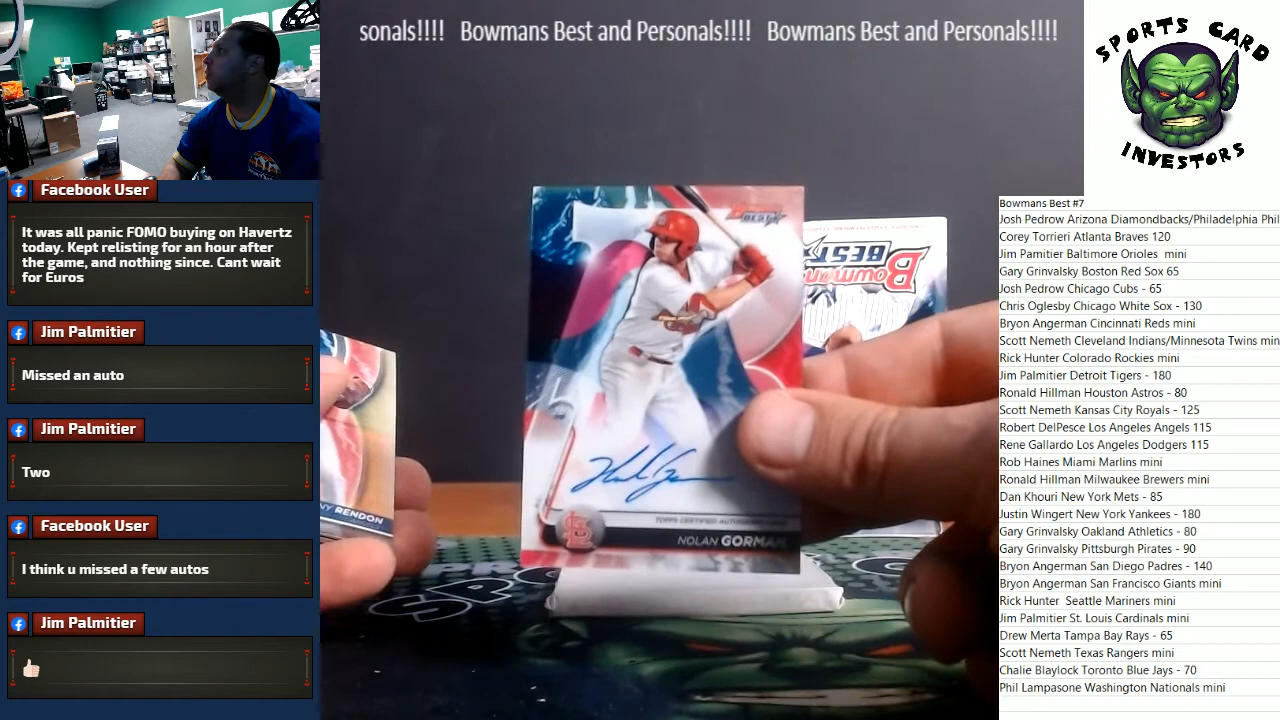 sonals!!!! Bowmans Best and Personals!!!! Bowmans Best and Personals!!!!
SPORTS CARD
INVESTORS
Facebook User
It was all panic FOMO buying on Havertz
today. Kept relisting for an hour after
the game, and nothing since. Cant wait
for Euros
Jim Palmitier
Missed an auto
Jim Palmitier
Two
Facebook User
I think u missed a few autos
Jim Palmitier
BEST
Bowman's
BEST
NY RENDON
TOPPS CERTIFIED AUTOGRAPH ISSUE
NOLAN GORMAN
Bowmans Best #7
Josh Pedrow Arizona Diamondbacks/Philadelphia Phil
Corey Torrieri Atlanta Braves 120
Jim Pamitier Baltimore Orioles mini
Gary Grinvalsky Boston Red Sox 65
Josh Pedrow Chicago Cubs - 65
Chris Oglesby Chicago White Sox - 130
Bryon Angerman Cincinnati Reds mini
Scott Nemeth Cleveland Indians/Minnesota Twins min
Rick Hunter Colorado Rockies mini
Jim Palmitier Detroit Tigers - 180
Ronald Hillman Houston Astros - 80
Scott Nemeth Kansas City Royals - 125
Robert DelPesce Los Angeles Angels 115
Rene Gallardo Los Angeles Dodgers 115
Rob Haines Miami Marlins mini
Ronald Hillman Milwaukee Brewers mini
Dan Khouri New York Mets - 85
Justin Wingert New York Yankees - 180
Gary Grinvalsky Oakland Athletics - 80
Gary Grinvalsky Pittsburgh Pirates - 90
Bryon Angerman San Diego Padres - 140
Bryon Angerman San Francisco Giants mini
Rick Hunter Seattle Mariners mini
Jim Palmitier St. Louis Cardinals mini
Drew Merta Tampa Bay Rays - 65
Scott Nemeth Texas Rangers mini
Chalie Blaylock Toronto Blue Jays - 70
Phil Lampasone Washington Nationals mini